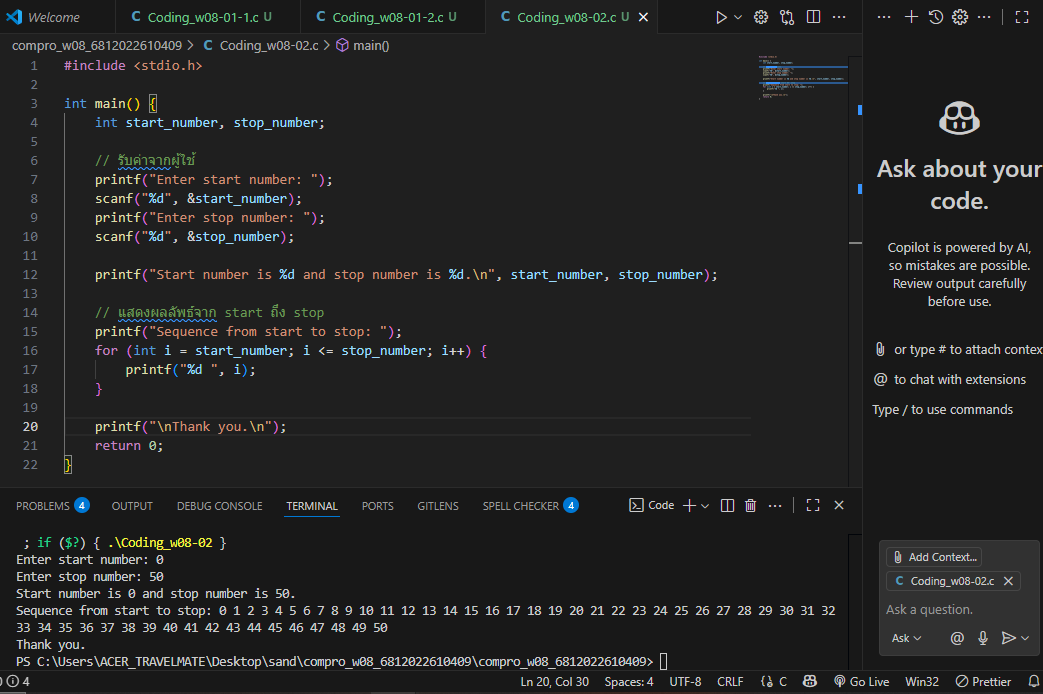 Welcome
C Coding_w08-01-1.c U
C Coding_w08-01-2.c U
C Coding_w08-02.c U
compro_w08_6812022610409 > C Coding_w08-02.c > main()
1 #include <stdio.h>
2
3 int main() {
4 int start_number, stop_number;
5
6 // รับค่าจากผู้ใช้
7 printf("Enter start number: ");
8 scanf("%d", &start_number);
9 printf("Enter stop number: ");
10 scanf("%d", &stop_number);
11
12 printf("Start number is %d and stop number is %d.\n", start_number, stop_number);
13
14 // แสดงผลลัพธ์จาก start ถึง stop
15 printf("Sequence from start to stop: ");
16 for (int i = start_number; i <= stop_number; i++) {
17 printf("%d ", i);
18 }
19
20 printf("\nThank you.\n");
21 return 0;
22 }
Ask about your
code.
Copilot is powered by AI,
so mistakes are possible.
Review output carefully
before use.
or type # to attach contex
@ to chat with extensions
Type / to use commands
Add Context...
C Coding_w08-02.c
Ask a question.
Ask
PROBLEMS 4 OUTPUT DEBUG CONSOLE TERMINAL PORTS GITLENS SPELL CHECKER 4 Code
; if ($?) { .\Coding_w08-02 }
Enter start number: 0
Enter stop number: 50
Start number is 0 and stop number is 50.
Sequence from start to stop: 0 1 2 3 4 5 6 7 8 9 10 11 12 13 14 15 16 17 18 19 20 21 22 23 24 25 26 27 28 29 30 31 32
33 34 35 36 37 38 39 40 41 42 43 44 45 46 47 48 49 50
Thank you.
PS C:\Users\ACER_TRAVELMATE\Desktop\sand\compro_w08_6812022610409\compro_w08_6812022610409>
4 Ln 20, Col 30 Spaces: 4 UTF-8 CRLF {} C Go Live Win32 Prettier